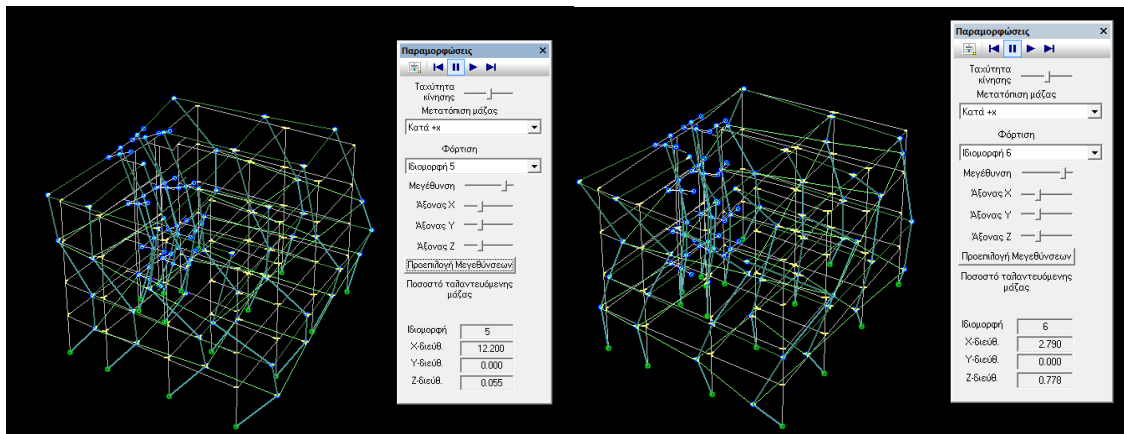 Παραμορφώσεις
Ταχύτητα
κίνησης
Μετατόπιση μάζας
Κατά +x
Φόρτιση
Ιδιομορφή 5
Μεγέθυνση
Άξονας X
Άξονας Y
Άξονας Z
Προεπιλογή Μεγεθύνσεων
Ποσοστό ταλαντευόμενης
μάζας
Ιδιομορφή 5
X-διεύθ. 12.200
Y-διεύθ. 0.000
Z-διεύθ. 0.055
Παραμορφώσεις
Ταχύτητα
κίνησης
Μετατόπιση μάζας
Κατά +x
Φόρτιση
Ιδιομορφή 6
Μεγέθυνση
Άξονας X
Άξονας Y
Άξονας Z
Προεπιλογή Μεγεθύνσεων
Ποσοστό ταλαντευόμενης
μάζας
Ιδιομορφή 6
X-διεύθ. 2.790
Y-διεύθ. 0.000
Z-διεύθ. 0.778